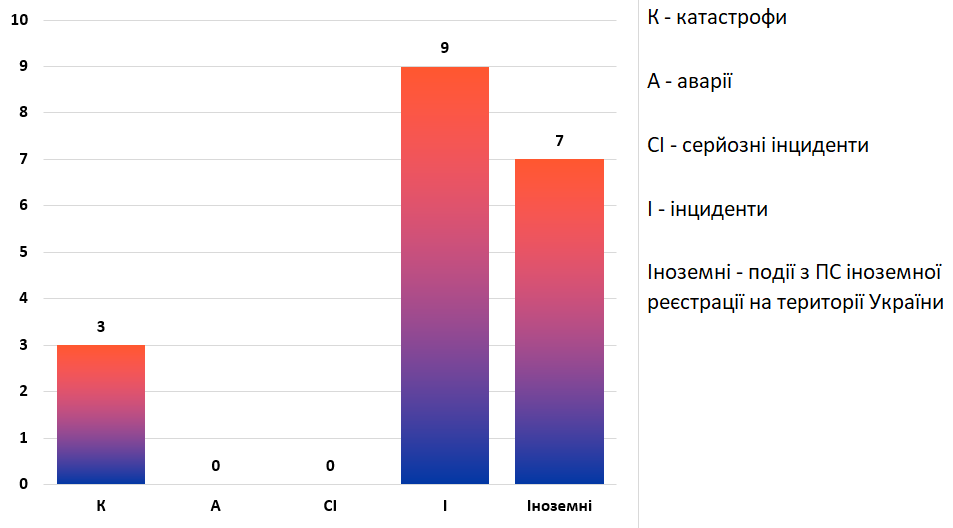 10
9
8
7
6
5
4
3
2
1
0
3
0
0
9
7
К
А
СІ
І
Іноземні
К - катастрофи
А - аварії
СІ - серйозні інциденти
І - інциденти
Іноземні - події з ПС іноземної
реєстрації на території України